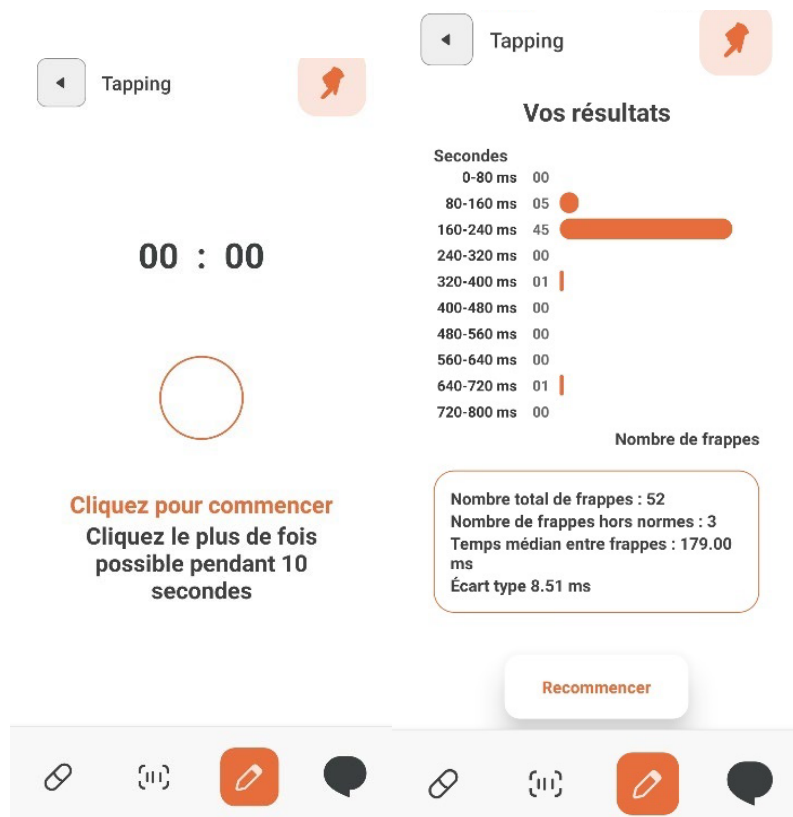 Tapping
00 : 00
Cliquez pour commencer
Cliquez le plus de fois
possible pendant 10
secondes
Tapping
Vos résultats
Secondes
0-80 ms 00
80-160 ms 05
160-240 ms 45
240-320 ms 00
320-400 ms 01
400-480 ms 00
480-560 ms 00
560-640 ms 00
640-720 ms 01
720-800 ms 00
Nombre de frappes
Nombre total de frappes : 52
Nombre de frappes hors normes : 3
Temps médian entre frappes : 179.00
ms
Écart type 8.51 ms
Recommencer